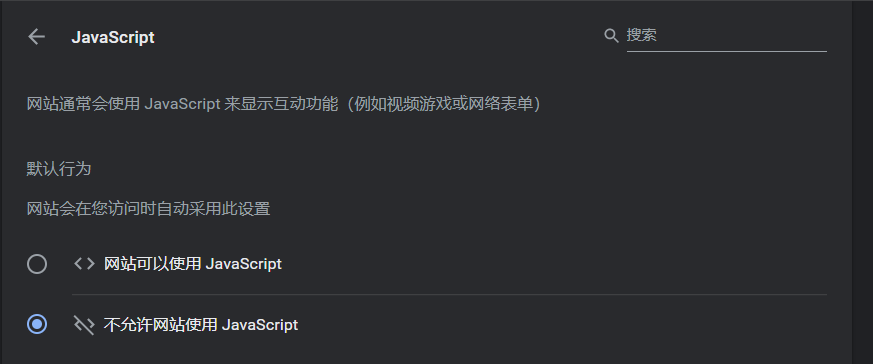 JavaScript
搜索
网站通常会使用 JavaScript 来显示互动功能（例如视频游戏或网络表单）
默认行为
网站会在您访问时自动采用此设置
网站可以使用 JavaScript
不允许网站使用 JavaScript